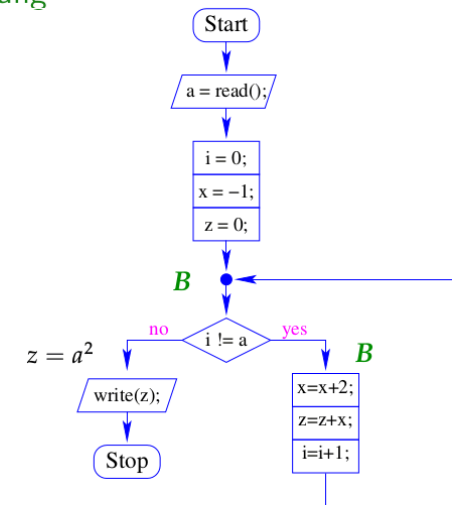 Start
a = read();
i = 0;
x = −1;
z = 0;
B
no
i != a
yes
z = a²
B
write(z);
x=x+2;
z=z+x;
i=i+1;
Stop